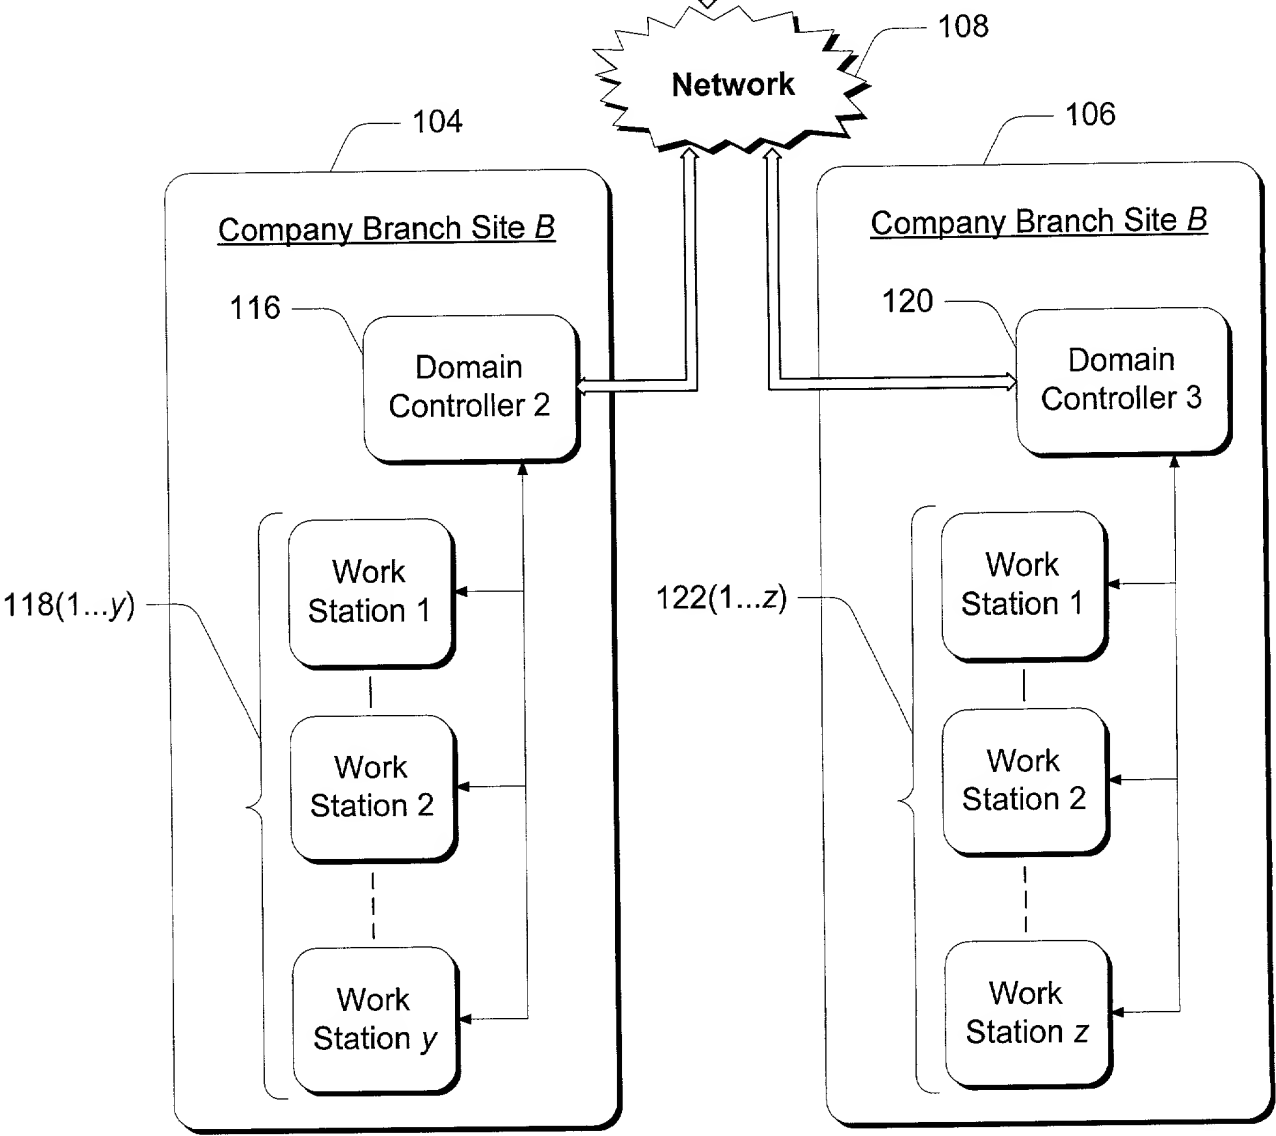 108
Network
104
106
Company Branch Site B
Company Branch Site B
116
120
Domain
Controller 2
Domain
Controller 3
Work
Station 1
Work
Station 1
118(1...y)
122(1...z)
Work
Station 2
Work
Station 2
Work
Station y
Work
Station z